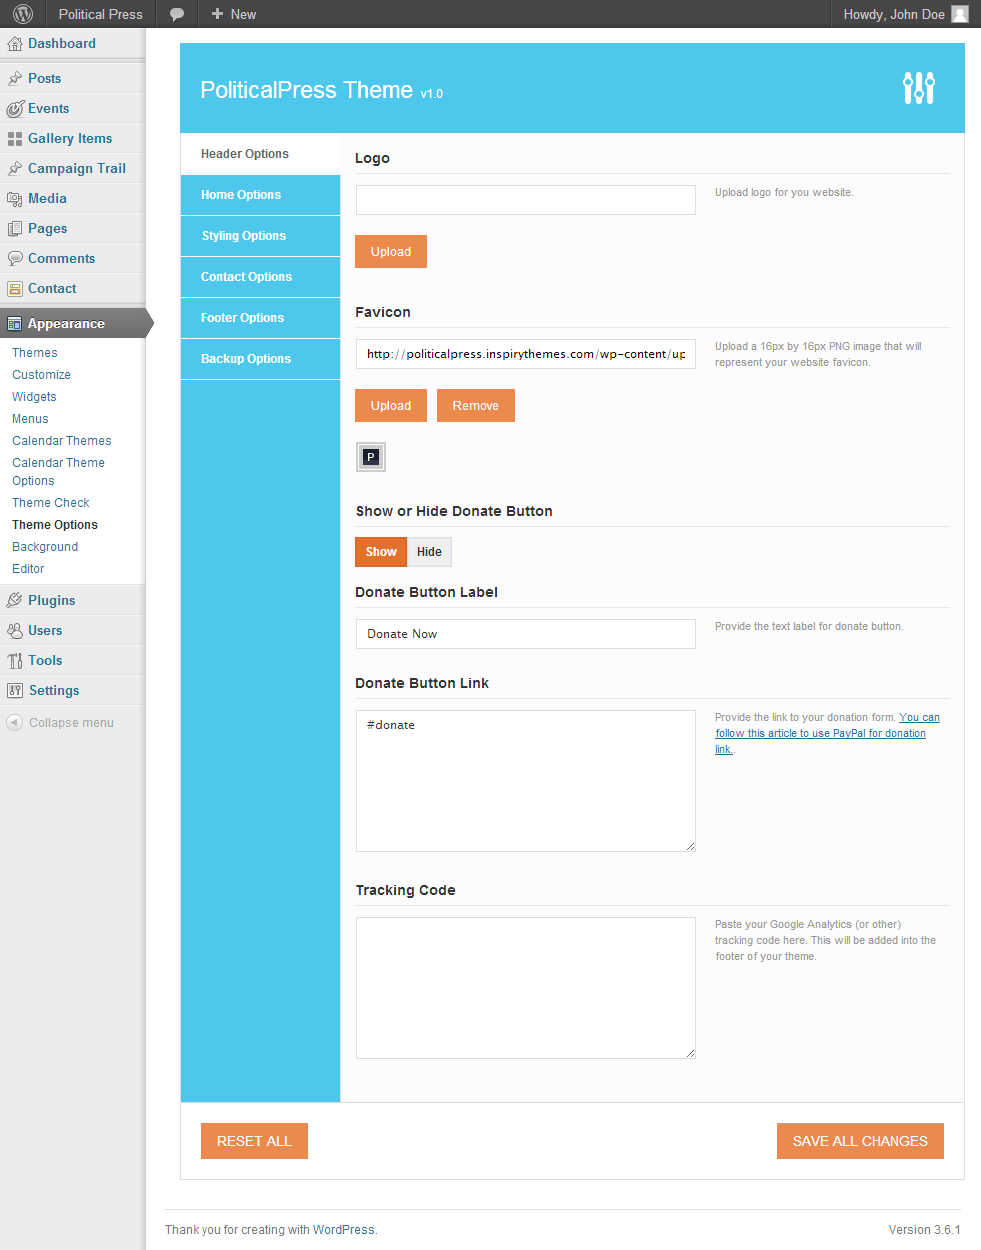 Political Press
New
Howdy, John Doe
Dashboard
Posts
Events
Gallery Items
Campaign Trail
Media
Pages
Comments
Contact
Appearance
Themes
Customize
Widgets
Menus
Calendar Themes
Calendar Theme
Options
Theme Check
Theme Options
Background
Editor
Plugins
Users
Tools
Settings
Collapse menu
PoliticalPress Theme v1.0
Header Options
Home Options
Styling Options
Contact Options
Footer Options
Backup Options
Logo
Upload logo for you website.
Upload
Favicon
http://politicalpress.inspirythemes.com/wp-content/up
Upload a 16px by 16px PNG image that will
represent your website favicon.
Upload
Remove
P
Show or Hide Donate Button
Show
Hide
Donate Button Label
Donate Now
Provide the text label for donate button.
Donate Button Link
#donate
Provide the link to your donation form. You can
follow this article to use PayPal for donation
link.
Tracking Code
Paste your Google Analytics (or other)
tracking code here. This will be added into the
footer of your theme.
RESET ALL
SAVE ALL CHANGES
Thank you for creating with WordPress.
Version 3.6.1